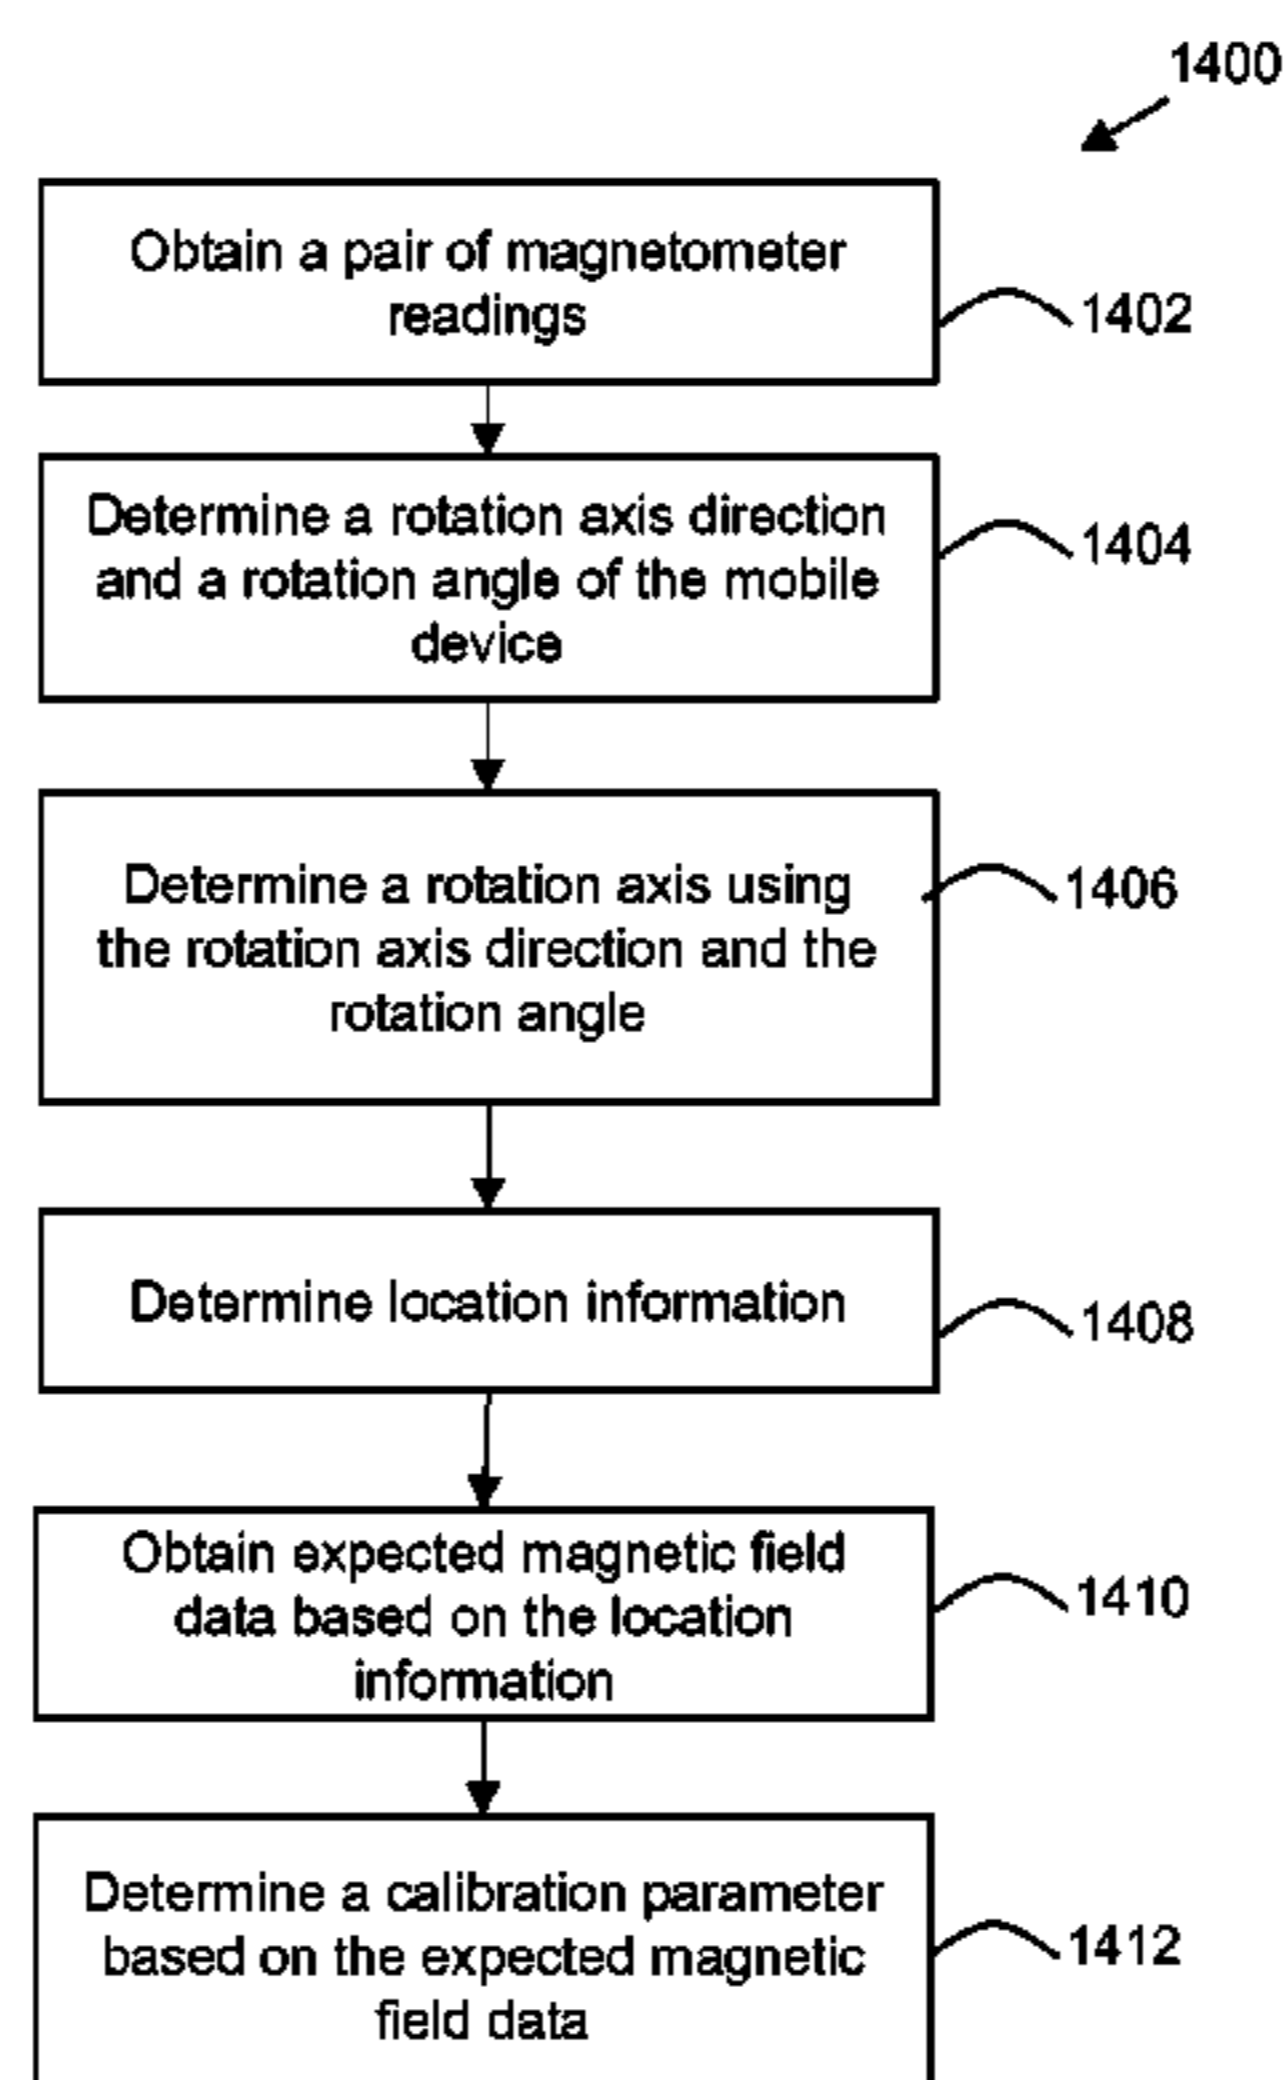 1400
Obtain a pair of magnetometer
readings
1402
Determine a rotation axis direction
and a rotation angle of the mobile
device
1404
Determine a rotation axis using
the rotation axis direction and the
rotation angle
1406
Determine location information
1408
Obtain expected magnetic field
data based on the location
information
1410
Determine a calibration parameter
based on the expected magnetic
field data
1412